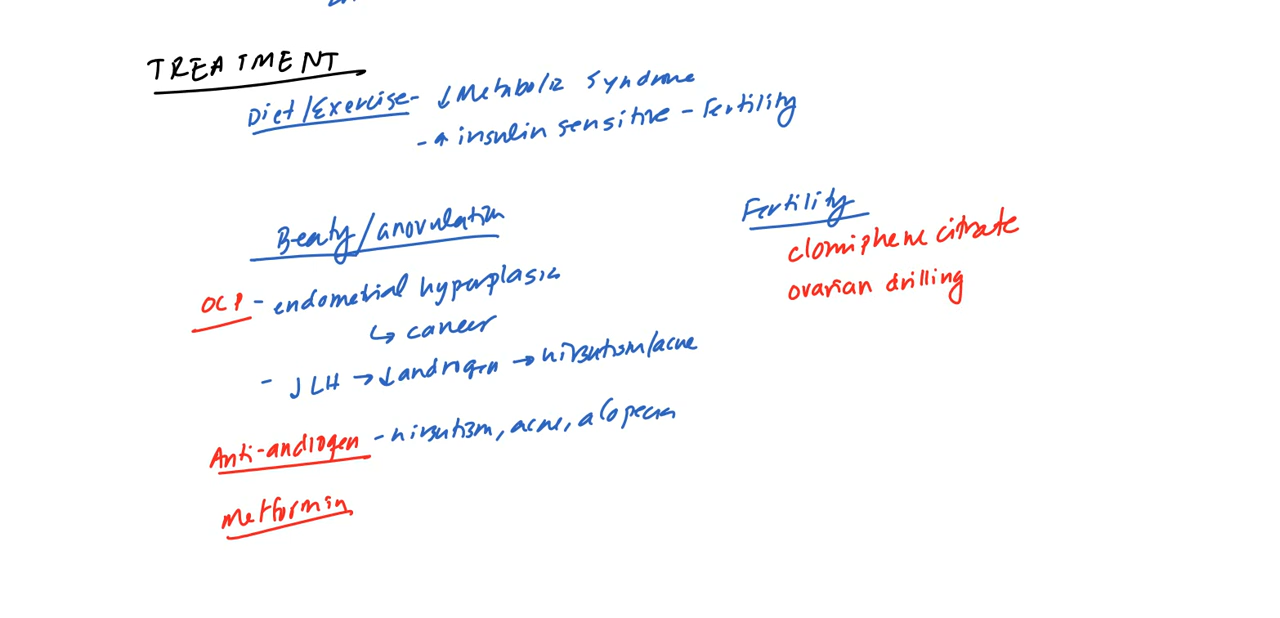 TREATMENT
Diet/Exercise - ↓ Metabolic Syndrome
- ↑ insulin sensitive - Fertility
Beaty/anovulation
Fertility
clomiphene citrate
ovarian drilling
OCP - endometrial hyperplasia
↳ cancer
- ↓ LH → ↓ androgen → hirsutism/acne
Anti-androgen - hirsutism, acne, alopecia
Metformin